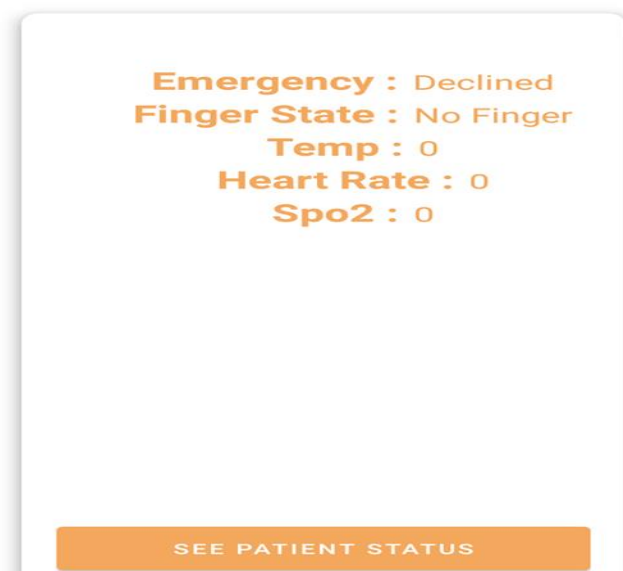 Emergency : Declined
Finger State : No Finger
Temp : 0
Heart Rate : 0
Spo2 : 0
SEE PATIENT STATUS